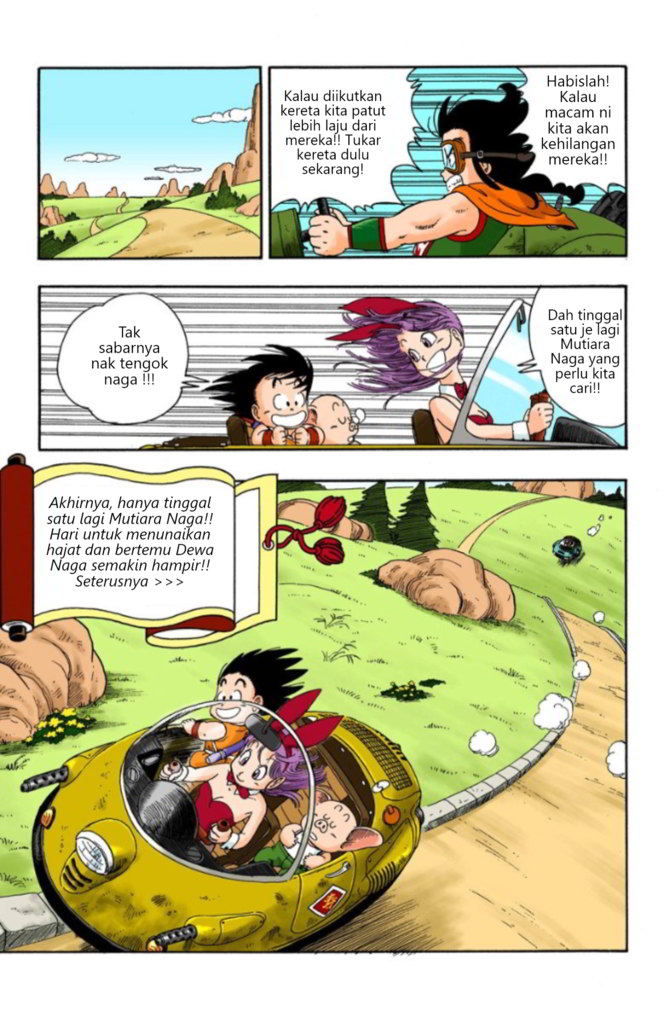 Kalau diikutkan
kereta kita patut
lebih laju dari
mereka!! Tukar
kereta dulu
sekarang!
Habislah!
Kalau
macam ni
kita akan
kehilangan
mereka!!
Tak
sabarnya
nak tengok
naga !!!
Dah tinggal
satu je lagi
Mutiara
Naga yang
perlu kita
cari!!
Akhirnya, hanya tinggal
satu lagi Mutiara Naga!!
Hari untuk menunaikan
hajat dan bertemu Dewa
Naga semakin hampir!!
Seterusnya >>>